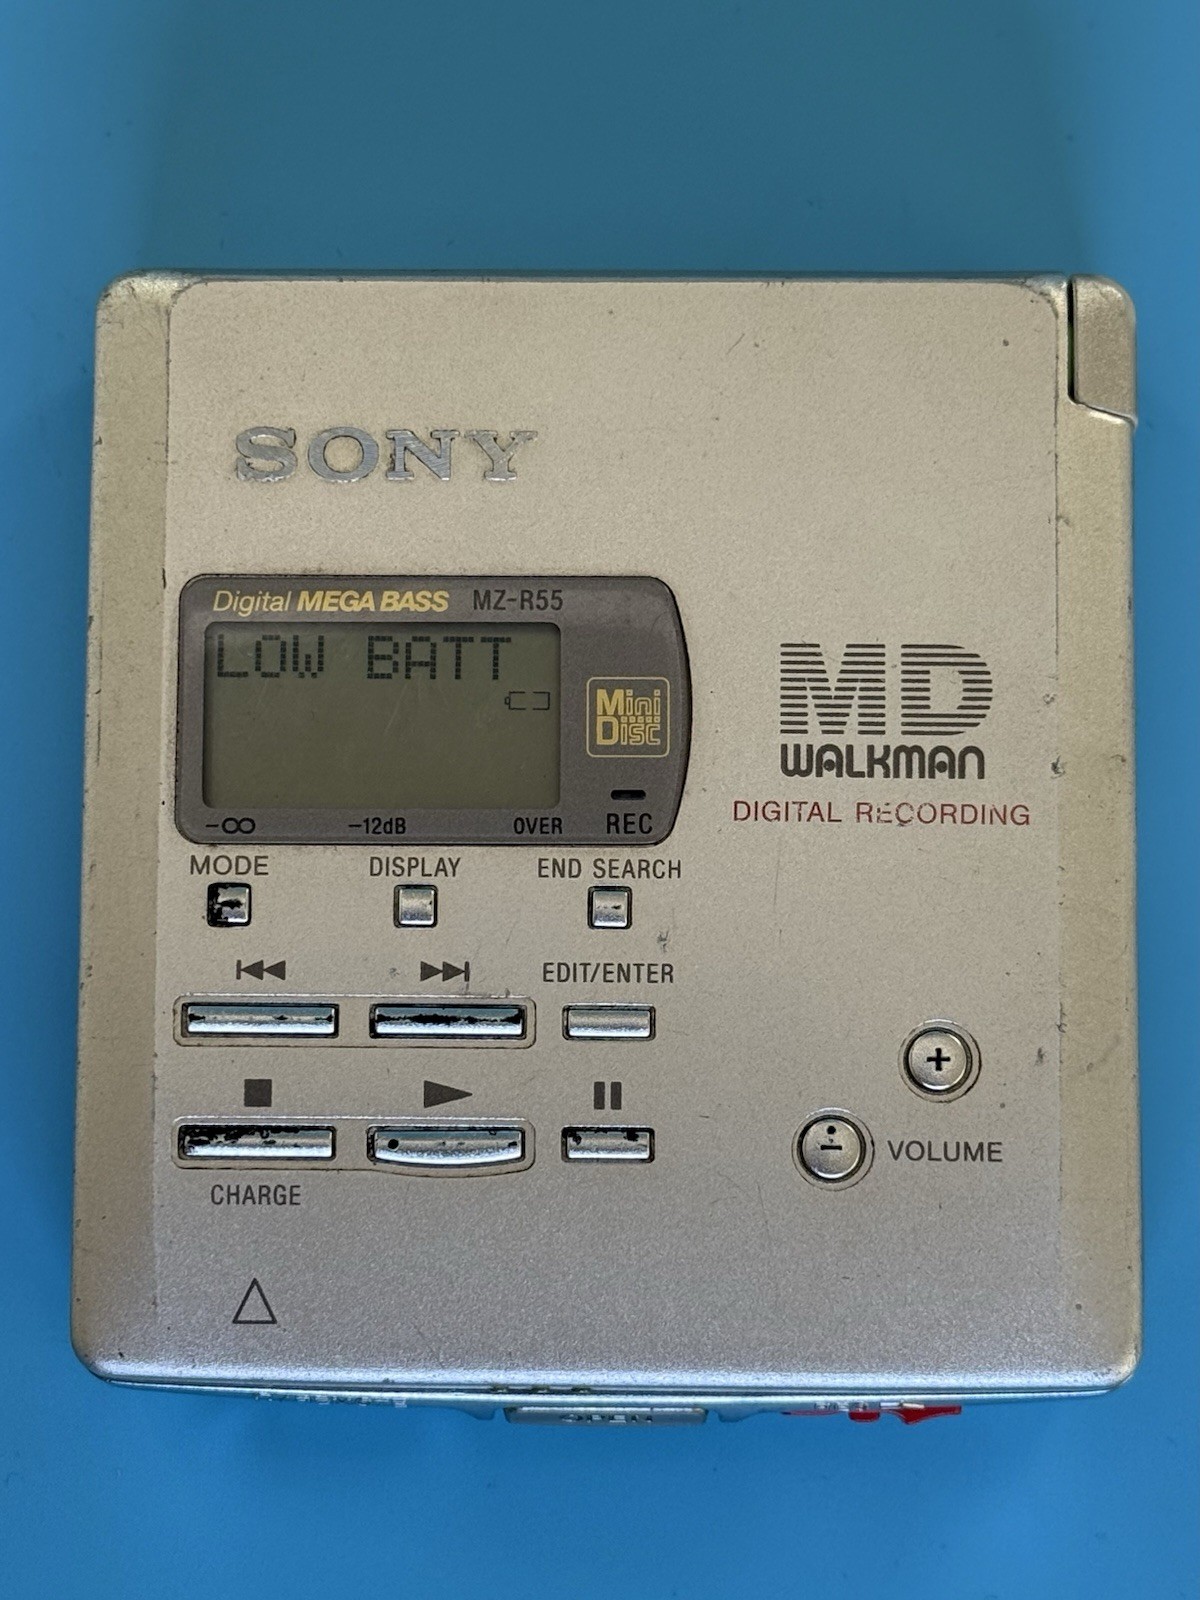 SONY
Digital MEGA BASS MZ-R55
LOW BATT
Mini
Disc
-∞ -12dB OVER REC
MD
WALKMAN
DIGITAL RECORDING
MODE DISPLAY END SEARCH
EDIT/ENTER
+
- VOLUME
CHARGE